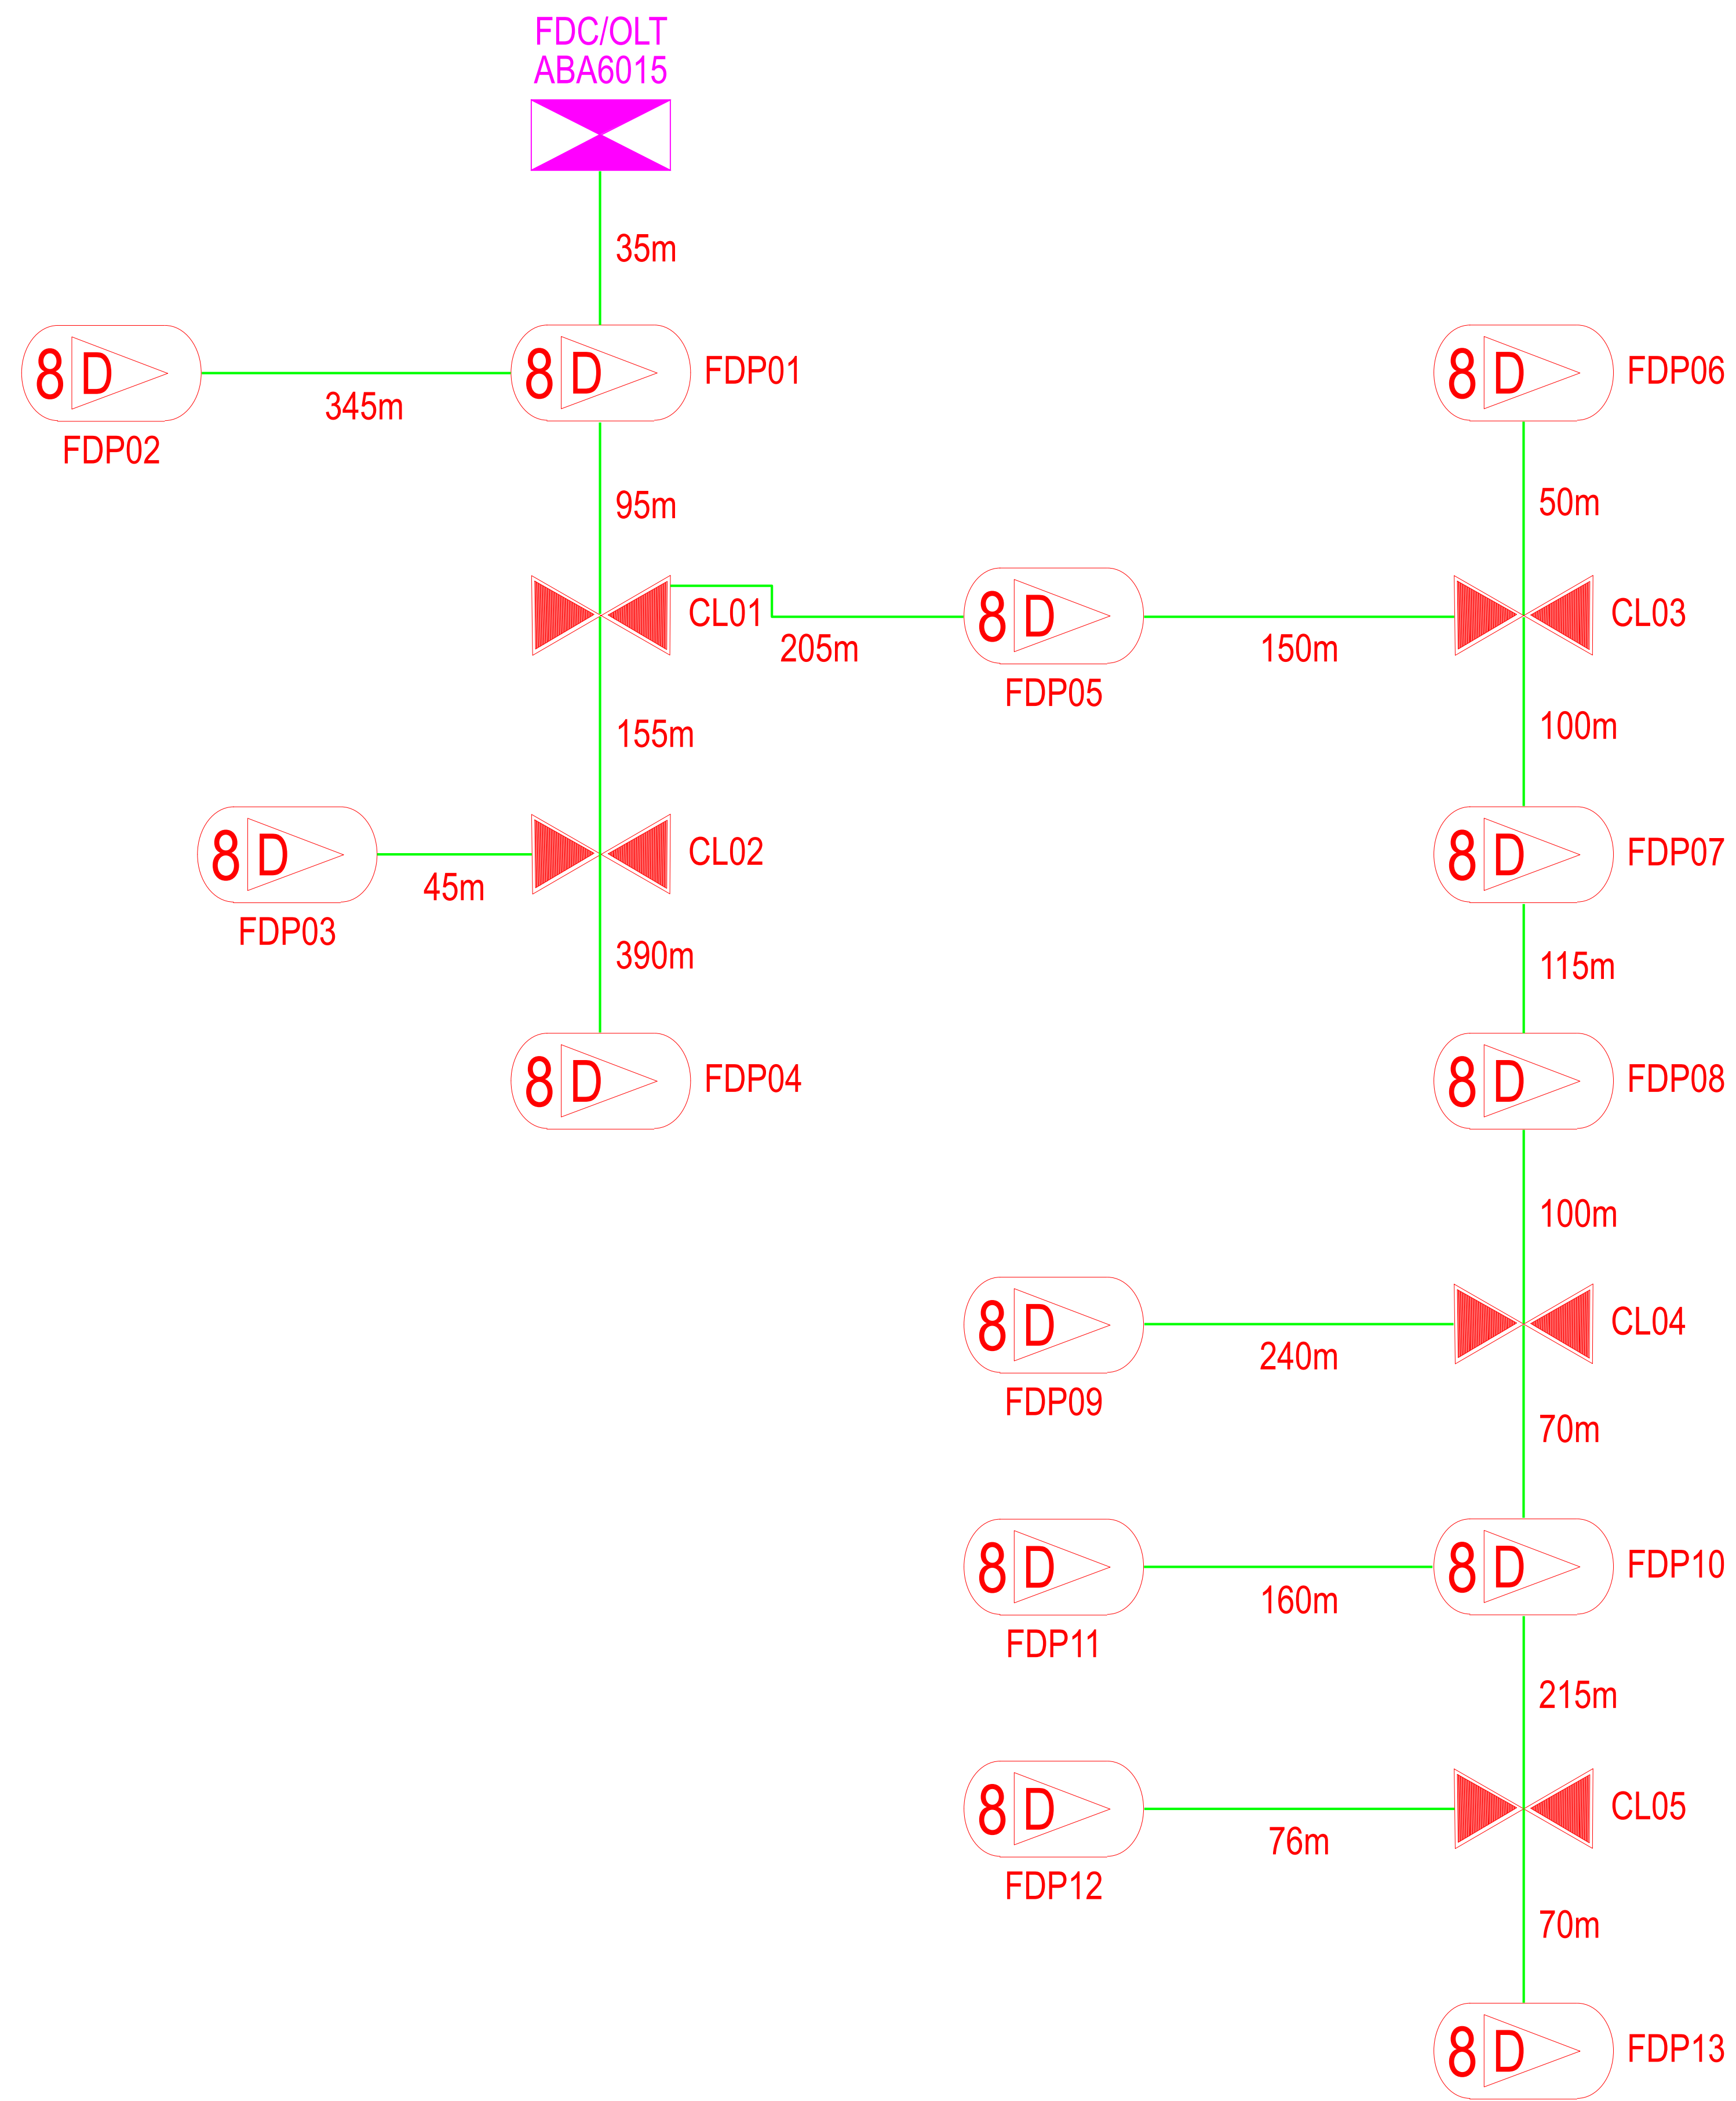 FDC/OLT
ABA6015
35m
8 D
FDP02
345m
8 D
FDP01
8 D
FDP06
95m
50m
CL01
205m
8 D
FDP05
150m
CL03
155m
100m
8 D
FDP03
45m
CL02
8 D
FDP07
390m
115m
8 D
FDP04
8 D
FDP08
100m
8 D
FDP09
240m
CL04
70m
8 D
FDP11
160m
8 D
FDP10
215m
8 D
FDP12
76m
CL05
70m
8 D
FDP13